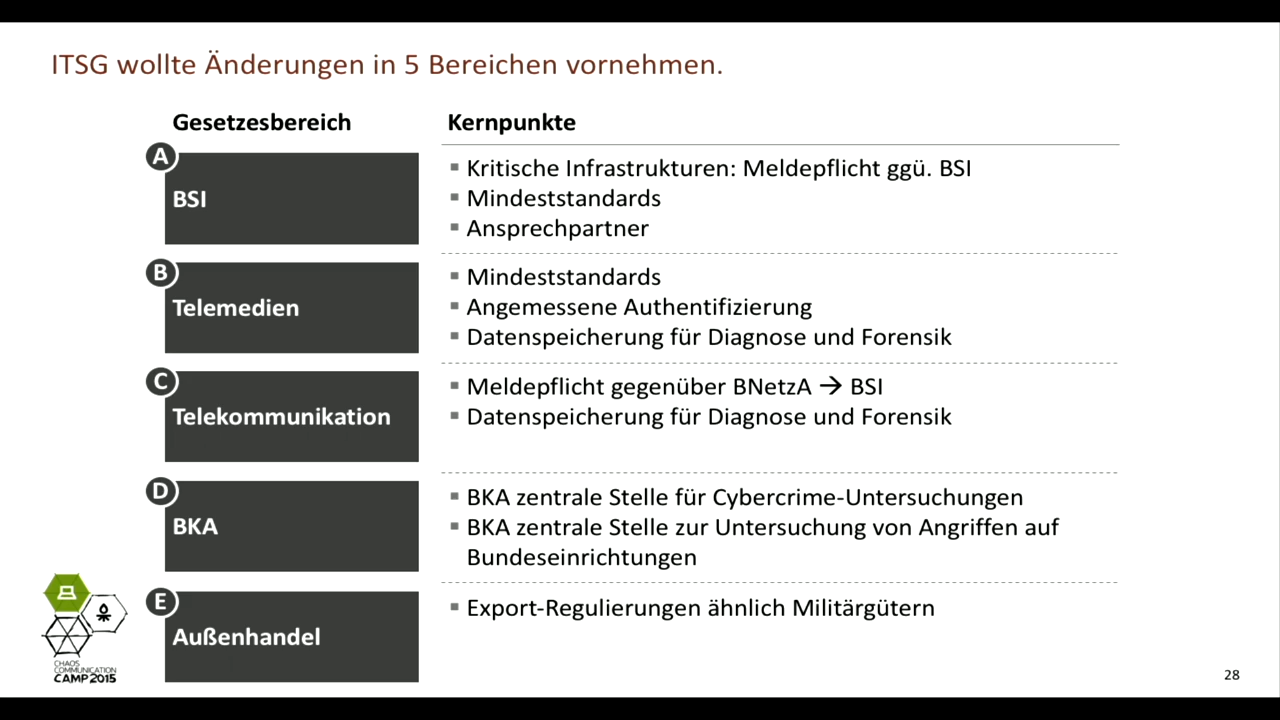 ITSG wollte Änderungen in 5 Bereichen vornehmen.
Gesetzesbereich
Kernpunkte
A
BSI
▪ Kritische Infrastrukturen: Meldepflicht ggü. BSI
▪ Mindeststandards
▪ Ansprechpartner
B
Telemedien
▪ Mindeststandards
▪ Angemessene Authentifizierung
▪ Datenspeicherung für Diagnose und Forensik
C
Telekommunikation
▪ Meldepflicht gegenüber BNetzA → BSI
▪ Datenspeicherung für Diagnose und Forensik
D
BKA
▪ BKA zentrale Stelle für Cybercrime-Untersuchungen
▪ BKA zentrale Stelle zur Untersuchung von Angriffen auf
Bundeseinrichtungen
E
Außenhandel
▪ Export-Regulierungen ähnlich Militärgütern
CHAOS
COMMUNICATION
CAMP 2015
28